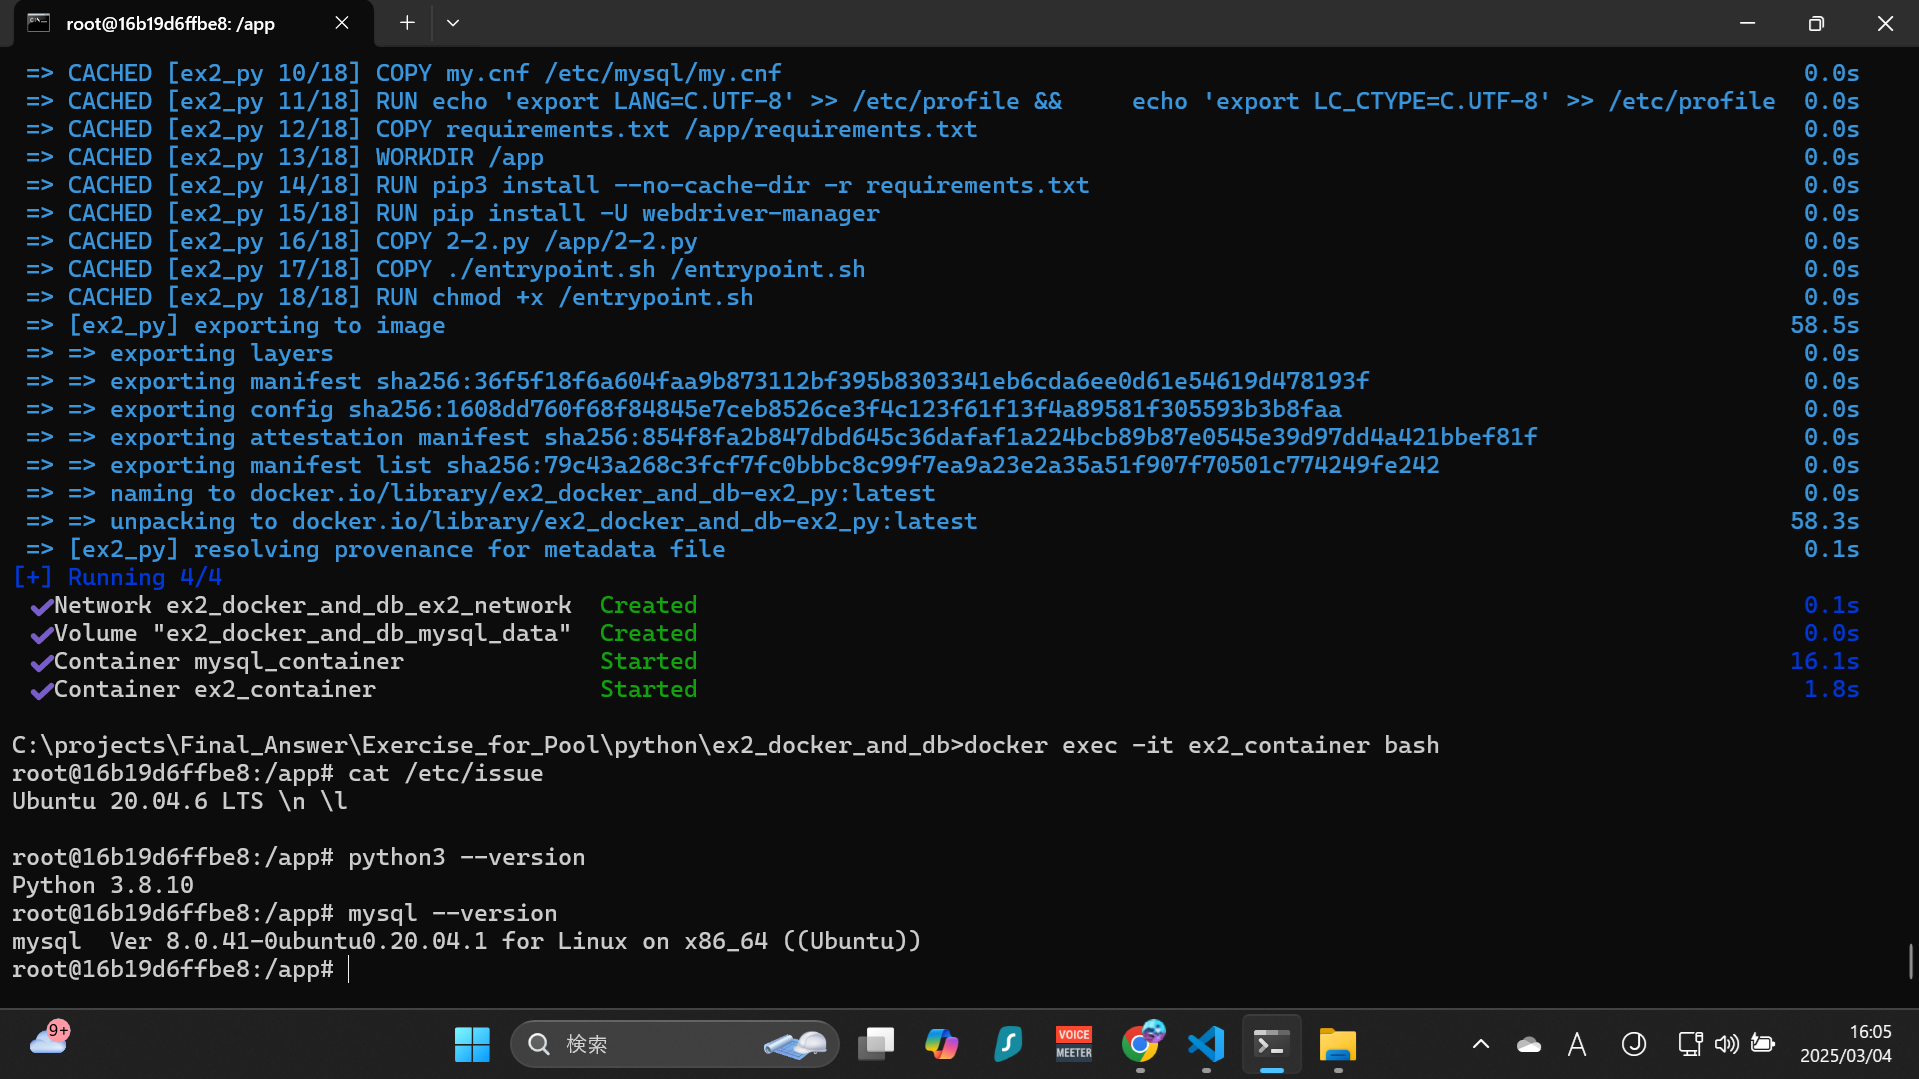 root@16b19d6ffbe8: /app
=> CACHED [ex2_py 10/18] COPY my.cnf /etc/mysql/my.cnf 0.0s
=> CACHED [ex2_py 11/18] RUN echo 'export LANG=C.UTF-8' >> /etc/profile && echo 'export LC_CTYPE=C.UTF-8' >> /etc/profile 0.0s
=> CACHED [ex2_py 12/18] COPY requirements.txt /app/requirements.txt 0.0s
=> CACHED [ex2_py 13/18] WORKDIR /app 0.0s
=> CACHED [ex2_py 14/18] RUN pip3 install --no-cache-dir -r requirements.txt 0.0s
=> CACHED [ex2_py 15/18] RUN pip install -U webdriver-manager 0.0s
=> CACHED [ex2_py 16/18] COPY 2-2.py /app/2-2.py 0.0s
=> CACHED [ex2_py 17/18] COPY ./entrypoint.sh /entrypoint.sh 0.0s
=> CACHED [ex2_py 18/18] RUN chmod +x /entrypoint.sh 0.0s
=> [ex2_py] exporting to image 58.5s
=> => exporting layers 0.0s
=> => exporting manifest sha256:36f5f18f6a604faa9b873112bf395b8303341eb6cda6ee0d61e54619d478193f 0.0s
=> => exporting config sha256:1608dd760f68f84845e7ceb8526ce3f4c123f61f13f4a89581f305593b3b8faa 0.0s
=> => exporting attestation manifest sha256:854f8fa2b847dbd645c36dafaf1a224bcb89b87e0545e39d97dd4a421bbef81f 0.0s
=> => exporting manifest list sha256:79c43a268c3fcf7fc0bbbc8c99f7ea9a23e2a35a51f907f70501c774249fe242 0.0s
=> => naming to docker.io/library/ex2_docker_and_db-ex2_py:latest 0.0s
=> => unpacking to docker.io/library/ex2_docker_and_db-ex2_py:latest 58.3s
=> [ex2_py] resolving provenance for metadata file 0.1s
[+] Running 4/4
✔Network ex2_docker_and_db_ex2_network Created 0.1s
✔Volume "ex2_docker_and_db_mysql_data" Created 0.0s
✔Container mysql_container Started 16.1s
✔Container ex2_container Started 1.8s
C:\projects\Final_Answer\Exercise_for_Pool\python\ex2_docker_and_db>docker exec -it ex2_container bash
root@16b19d6ffbe8:/app# cat /etc/issue
Ubuntu 20.04.6 LTS \n \l
root@16b19d6ffbe8:/app# python3 --version
Python 3.8.10
root@16b19d6ffbe8:/app# mysql --version
mysql  Ver 8.0.41-0ubuntu0.20.04.1 for Linux on x86_64 ((Ubuntu))
root@16b19d6ffbe8:/app#
9+
検索
VOICE
MEETER
A
J
16:05
2025/03/04